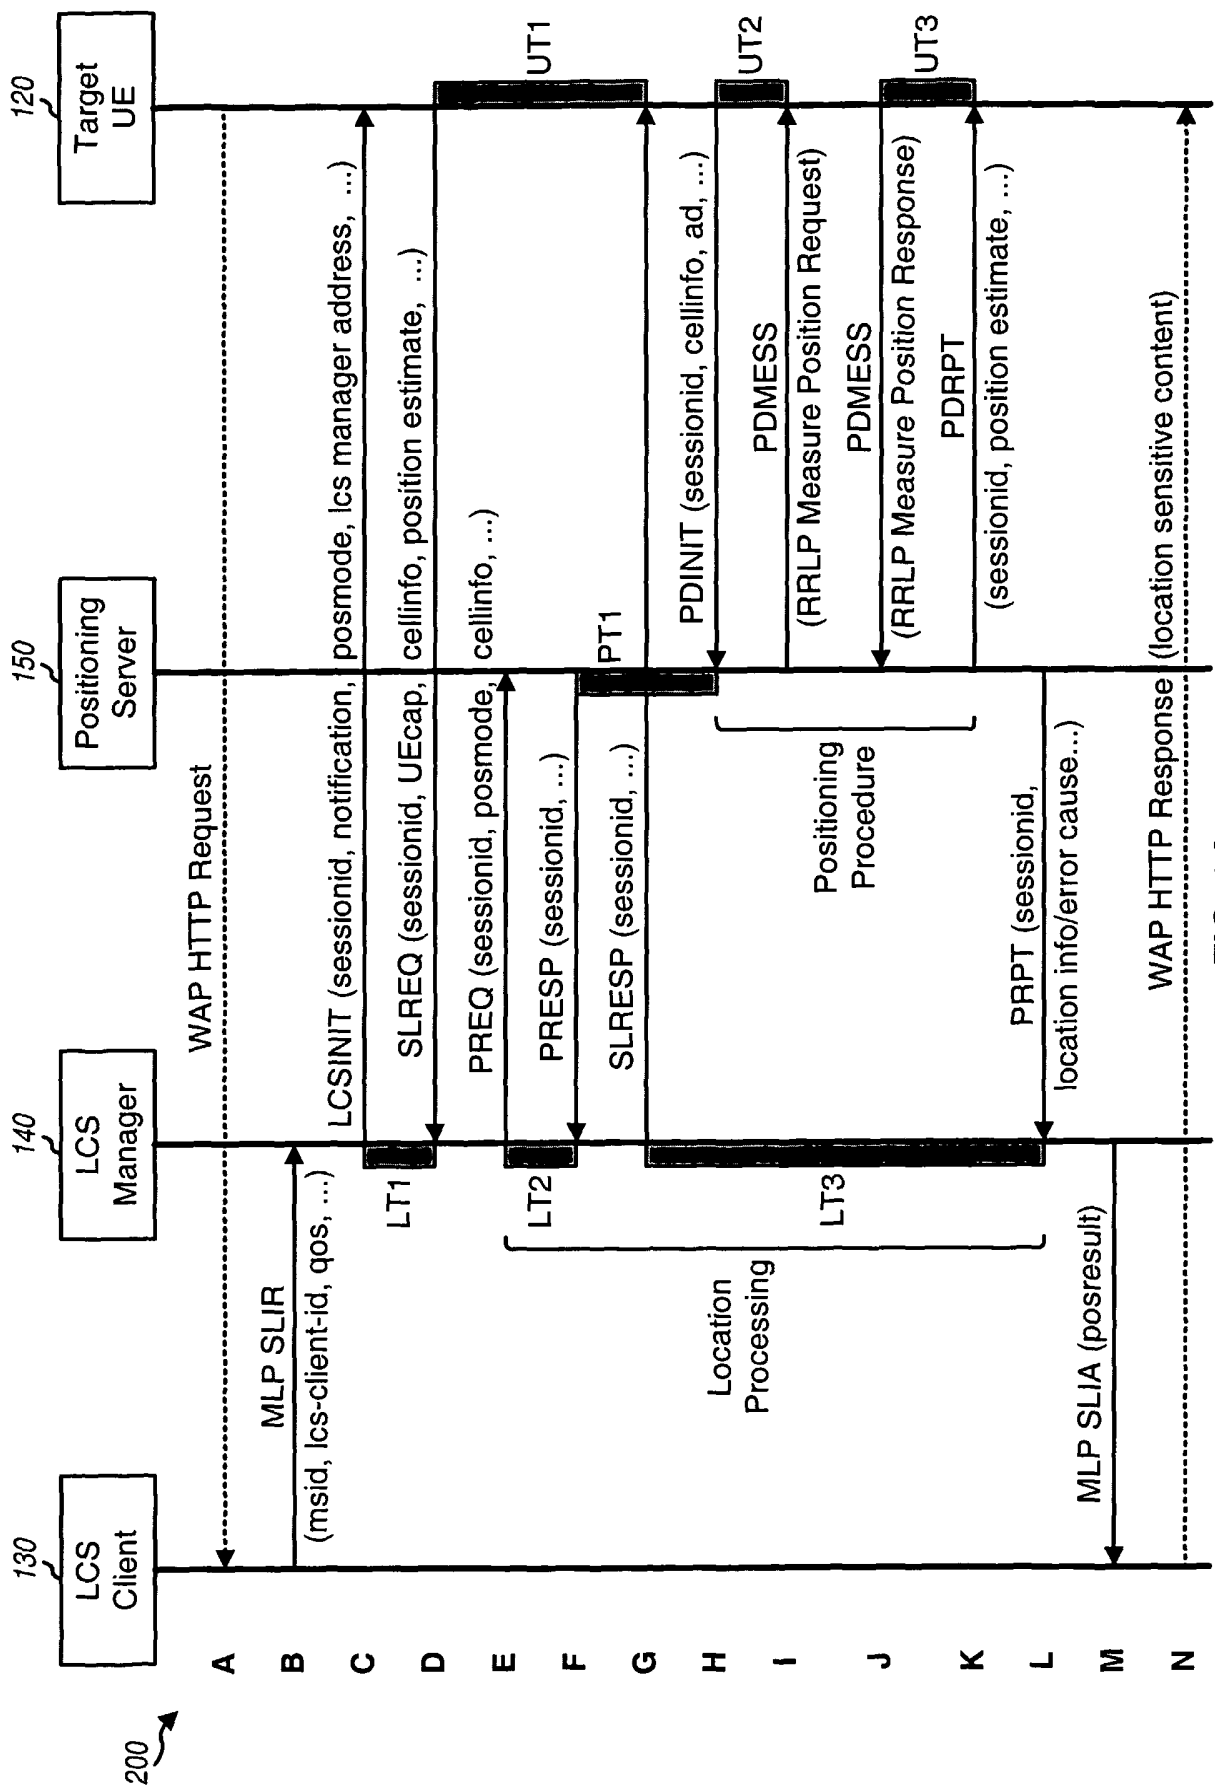 200
130
LCS
Client
140
LCS
Manager
150
Positioning
Server
120
Target
UE
A
WAP HTTP Request
B
MLP SLIR
(msid, lcs-client-id, qos, ...)
C
LCSINIT (sessionid, notification, posmode, lcs manager address, ...)
LT1
D
SLREQ (sessionid, UEcap, cellinfo, position estimate, ...)
UT1
E
PREQ (sessionid, posmode, cellinfo, ...)
LT2
F
PRESP (sessionid, ...)
PT1
G
SLRESP (sessionid, ...)
Location
Processing
LT3
H
PDINIT (sessionid, cellinfo, ad, ...)
UT2
Positioning
Procedure
I
PDMESS
(RRLP Measure Position Request)
J
PDMESS
(RRLP Measure Position Response)
UT3
K
PDRPT
(sessionid, position estimate, ...)
L
PRPT (sessionid,
location info/error cause...)
M
MLP SLIA (posresult)
N
WAP HTTP Response (location sensitive content)